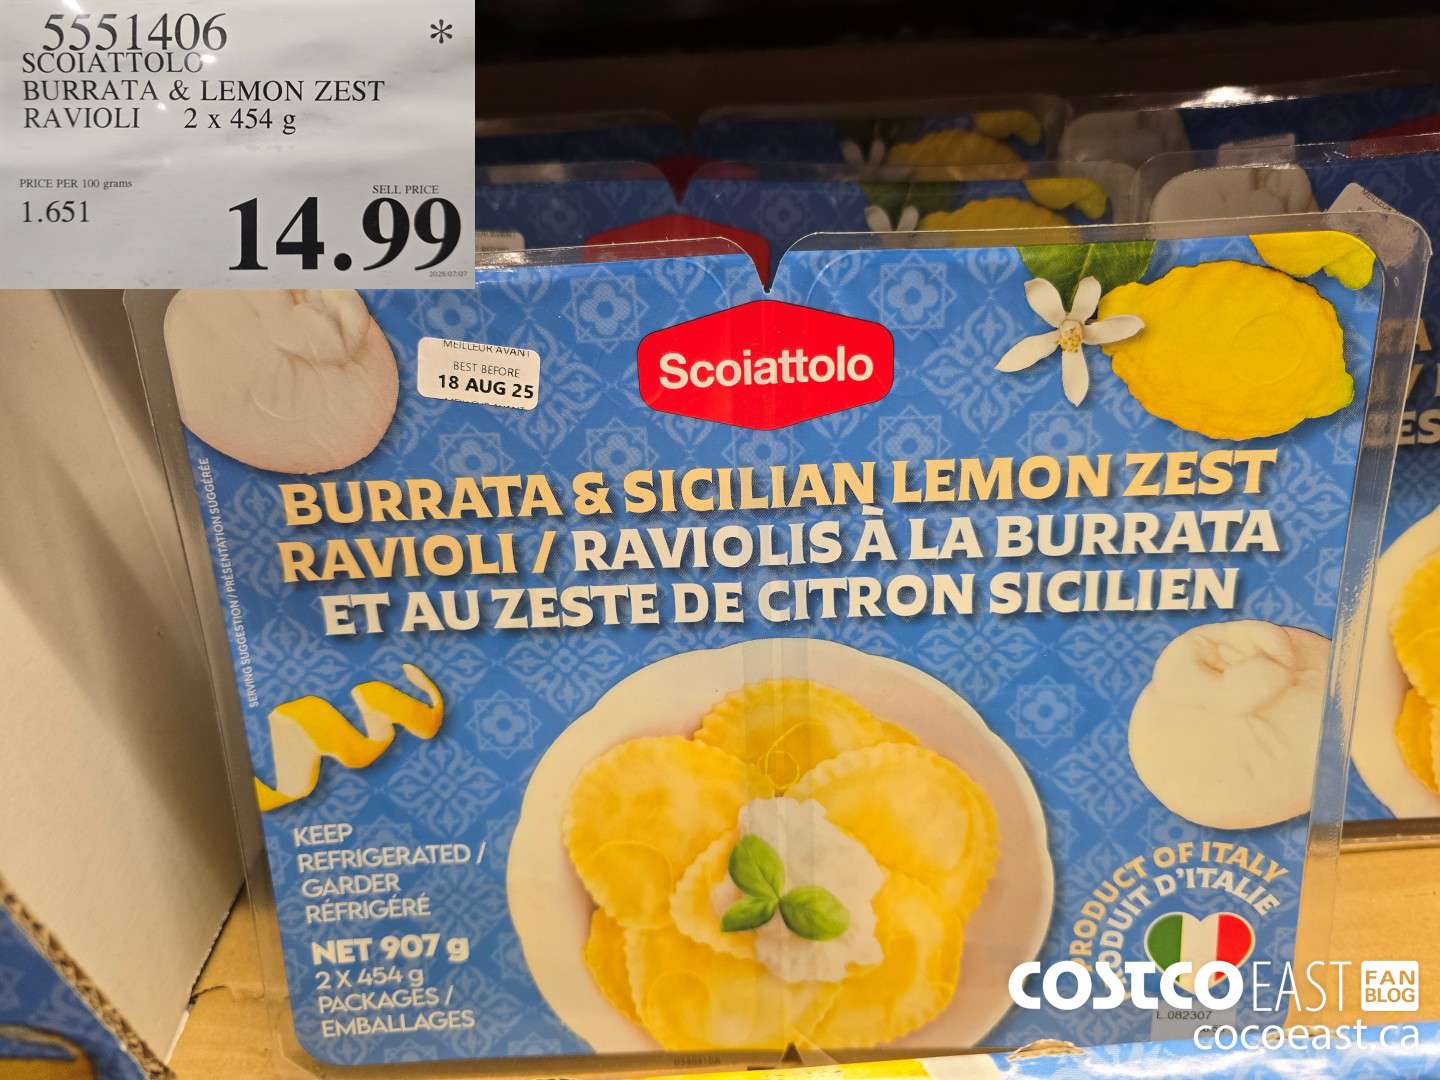 5551406 *
SCOIATTOLO
BURRATA & LEMON ZEST
RAVIOLI 2 x 454 g
PRICE PER 100 grams
SELL PRICE
1.651
14.99
MEILLEUR AVANT
BEST BEFORE
18 AUG 25
Scoiattolo
BURRATA & SICILIAN LEMON ZEST
RAVIOLI / RAVIOLIS À LA BURRATA
ET AU ZESTE DE CITRON SICILIEN
SERVING SUGGESTION / PRÉSENTATION SUGGÉRÉE
KEEP
REFRIGERATED /
GARDER
RÉFRIGÉRÉ
NET 907 g
2 X 454 g
PACKAGES /
EMBALLAGES
PRODUCT OF ITALY
PRODUIT D'ITALIE
L.082307
COSTCO EAST FAN BLOG
cocoeast.ca